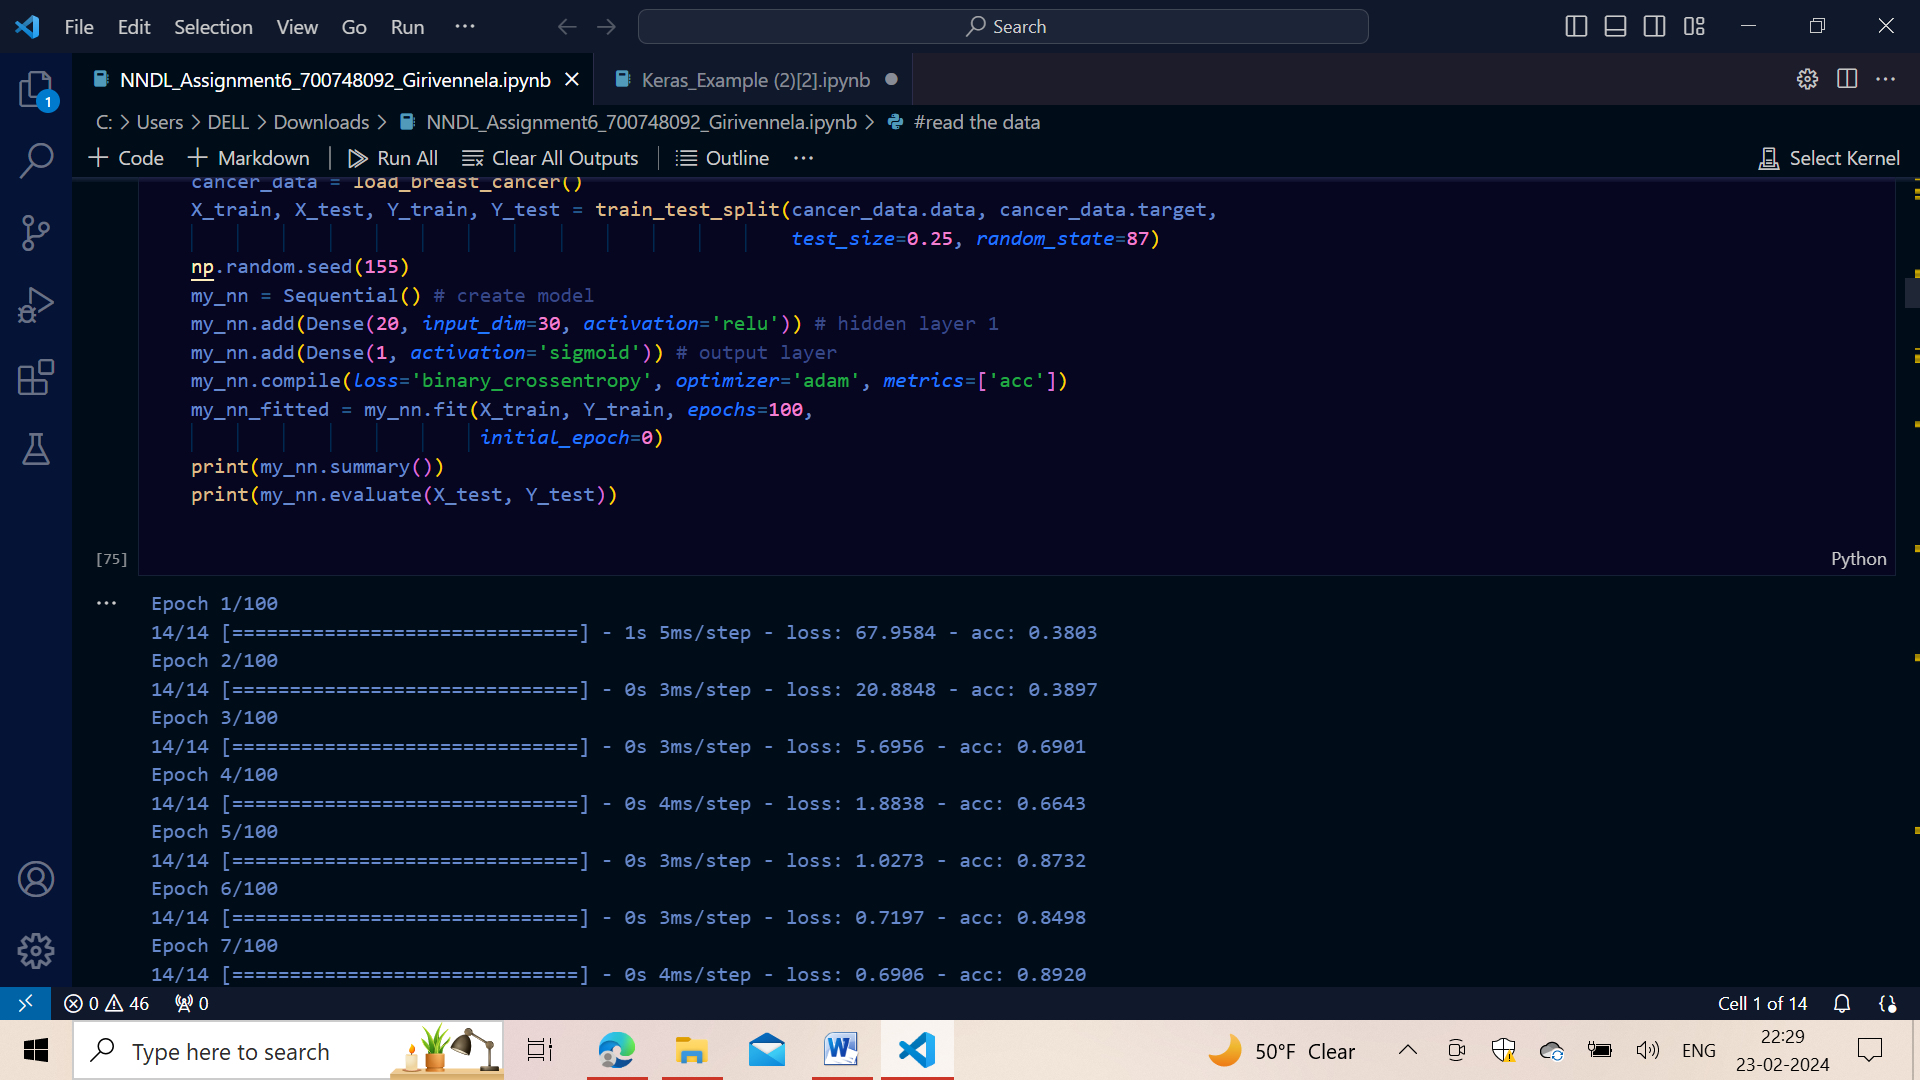 File Edit Selection View Go Run ···
Search
NNDL_Assignment6_700748092_Girivennela.ipynb
Keras_Example (2)[2].ipynb
1
C: > Users > DELL > Downloads > NNDL_Assignment6_700748092_Girivennela.ipynb > #read the data
+ Code + Markdown | Run All Clear All Outputs | Outline ··· Select Kernel
cancer_data = load_breast_cancer()
X_train, X_test, Y_train, Y_test = train_test_split(cancer_data.data, cancer_data.target,
test_size=0.25, random_state=87)
np.random.seed(155)
my_nn = Sequential() # create model
my_nn.add(Dense(20, input_dim=30, activation='relu')) # hidden layer 1
my_nn.add(Dense(1, activation='sigmoid')) # output layer
my_nn.compile(loss='binary_crossentropy', optimizer='adam', metrics=['acc'])
my_nn_fitted = my_nn.fit(X_train, Y_train, epochs=100,
initial_epoch=0)
print(my_nn.summary())
print(my_nn.evaluate(X_test, Y_test))
[75]
Python
··· Epoch 1/100
14/14 [==============================] - 1s 5ms/step - loss: 67.9584 - acc: 0.3803
Epoch 2/100
14/14 [==============================] - 0s 3ms/step - loss: 20.8848 - acc: 0.3897
Epoch 3/100
14/14 [==============================] - 0s 3ms/step - loss: 5.6956 - acc: 0.6901
Epoch 4/100
14/14 [==============================] - 0s 4ms/step - loss: 1.8838 - acc: 0.6643
Epoch 5/100
14/14 [==============================] - 0s 3ms/step - loss: 1.0273 - acc: 0.8732
Epoch 6/100
14/14 [==============================] - 0s 3ms/step - loss: 0.7197 - acc: 0.8498
Epoch 7/100
14/14 [==============================] - 0s 4ms/step - loss: 0.6906 - acc: 0.8920
0 46 0
Cell 1 of 14
Type here to search
W
50°F Clear
ENG
22:29
23-02-2024